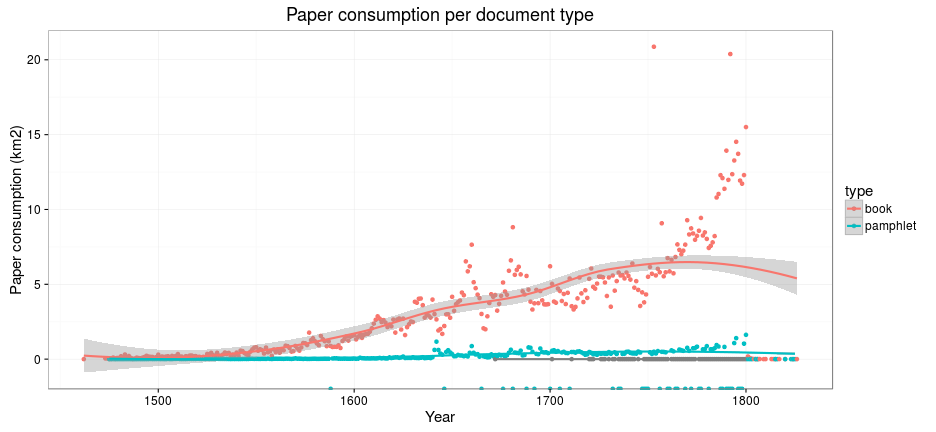 Paper consumption per document type
Paper consumption (km2)
20
15
10
5
0
1500
1600
1700
1800
Year
type
book
pamphlet